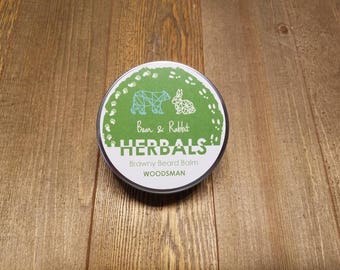 Bear & Rabbit
HERBALS
Brawny Beard Balm
WOODSMAN